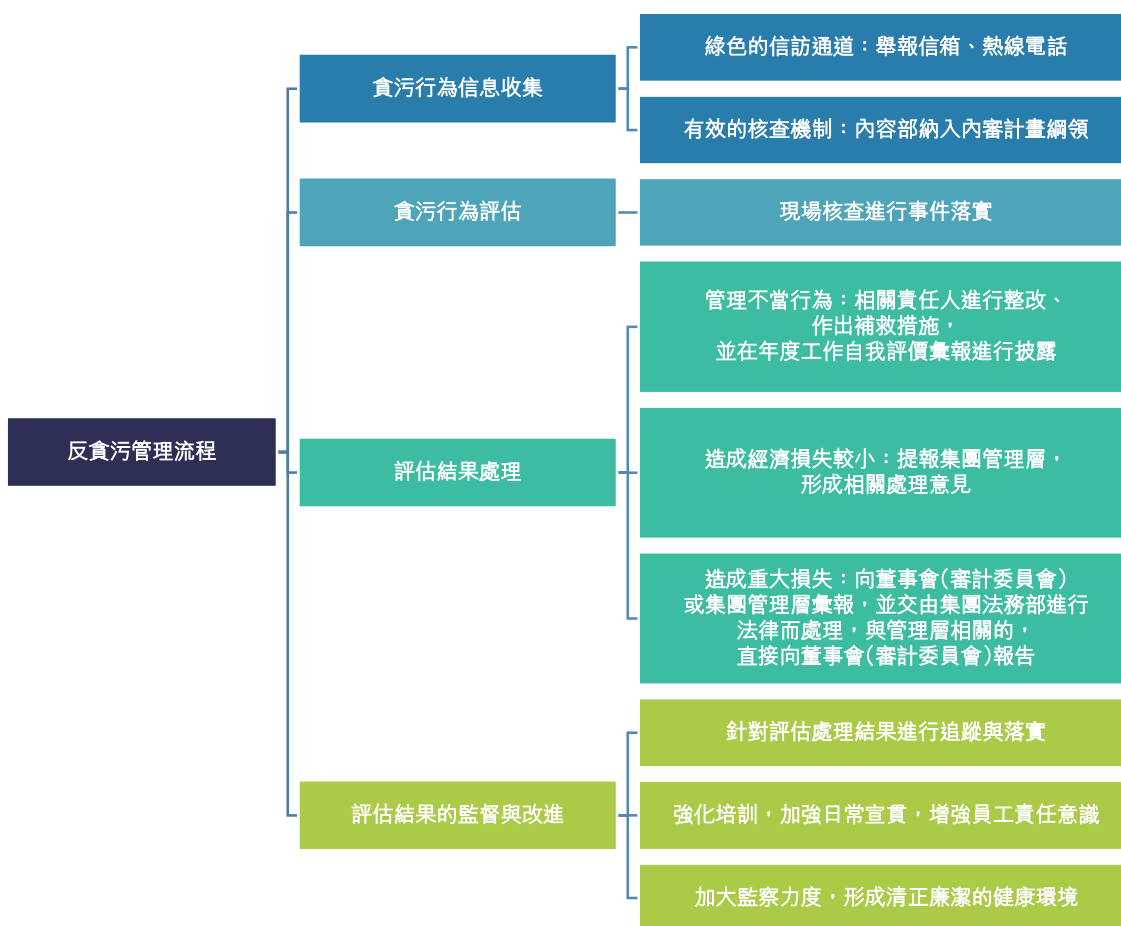 反貪污管理流程
貪污行為信息收集
綠色的信訪通道：舉報信箱、熱線電話
有效的核查機制：內容部納入內審計畫綱領
貪污行為評估
現場核查進行事件落實
評估結果處理
管理不當行為：相關責任人進行整改、
作出補救措施，
並在年度工作自我評價彙報進行披露
造成經濟損失較小：提報集團管理層，
形成相關處理意見
造成重大損失：向董事會(審計委員會)
或集團管理層彙報，並交由集團法務部進行
法律而處理，與管理層相關的，
直接向董事會(審計委員會)報告
評估結果的監督與改進
針對評估處理結果進行追蹤與落實
強化培訓，加強日常宣貫，增強員工責任意識
加大監察力度，形成清正廉潔的健康環境